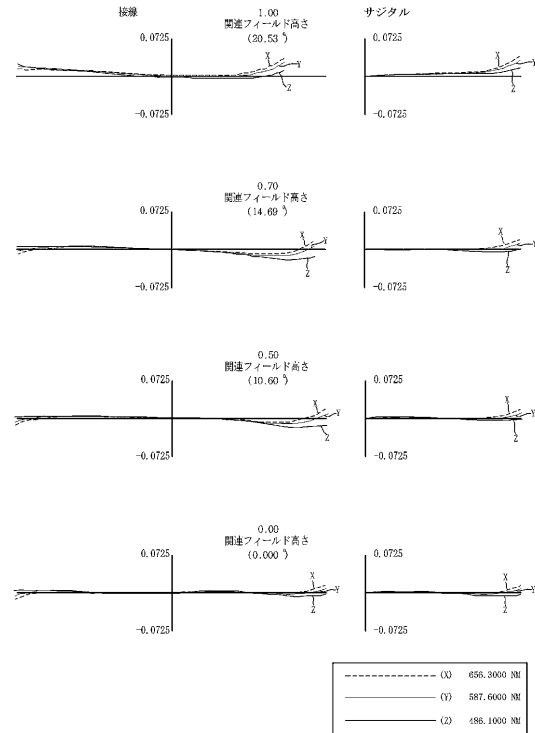 接線
1.00
関連フィールド高さ
(20.53 °)
サジタル
0.0725
0.0725
X
Y
Z
X
Y
Z
-0.0725
-0.0725
0.70
関連フィールド高さ
(14.69 °)
0.0725
0.0725
X
Y
Z
X
Y
Z
-0.0725
-0.0725
0.50
関連フィールド高さ
(10.60 °)
0.0725
0.0725
X
Y
Z
X
Y
Z
-0.0725
-0.0725
0.00
関連フィールド高さ
(0.000 °)
0.0725
0.0725
X
Y
Z
X
Y
Z
-0.0725
-0.0725
(X) 656.3000 NM
(Y) 587.6000 NM
(Z) 486.1000 NM